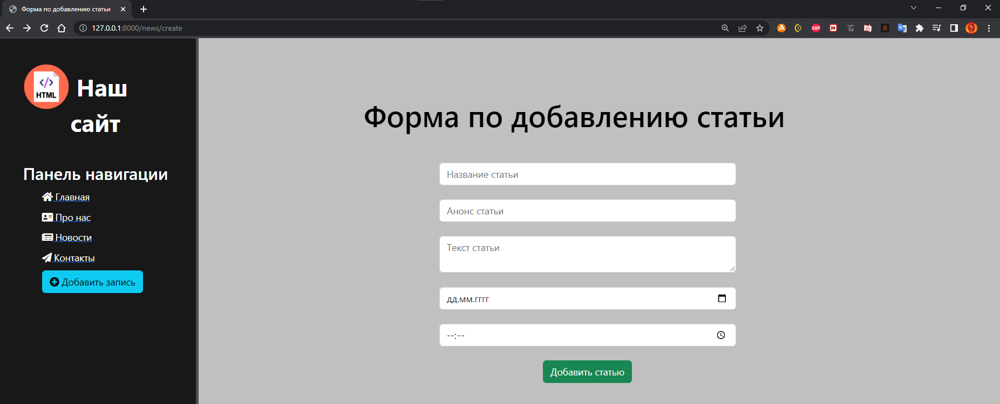 Форма по добавлению статьи
127.0.0.1:8000/news/create
ABP
</>
HTML
Наш
сайт
Панель навигации
Главная
Про нас
Новости
Контакты
Добавить запись
Форма по добавлению статьи
Название статьи
Анонс статьи
Текст статьи
дд.мм.гггг
--:--
Добавить статью